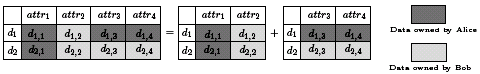 attr₁ attr₂ attr₃ attr₄
d₁ d₁,₁ d₁,₂ d₁,₃ d₁,₄
d₂ d₂,₁ d₂,₂ d₂,₃ d₂,₄
=
attr₁ attr₂
d₁ d₁,₁ d₁,₂
d₂ d₂,₁ d₂,₂
+
attr₃ attr₄
d₁ d₁,₃ d₁,₄
d₂ d₂,₃ d₂,₄
Data owned by Alice
Data owned by Bob